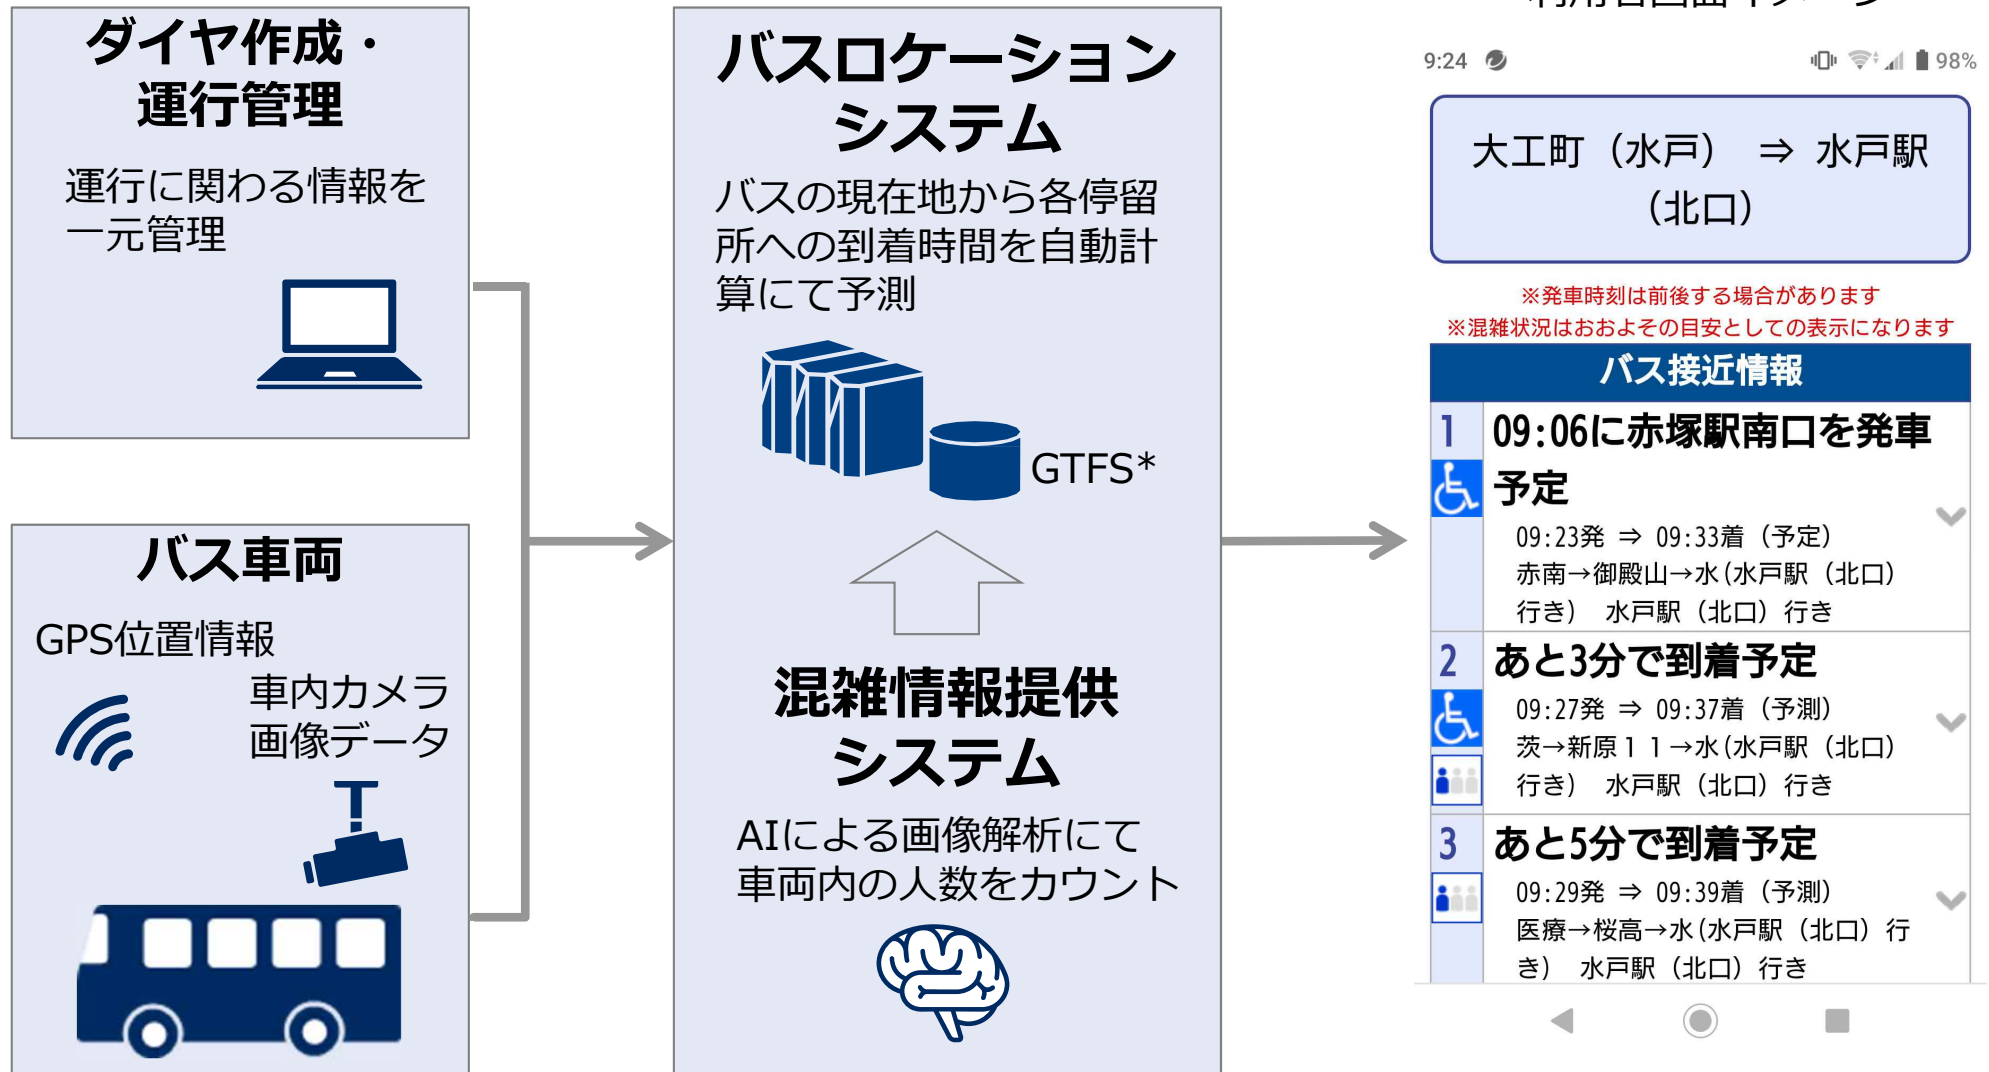 ダイヤ作成・
運行管理
運行に関わる情報を
一元管理
バス車両
GPS位置情報
車内カメラ
画像データ
バスロケーション
システム
バスの現在地から各停留
所への到着時間を自動計
算にて予測
GTFS*
混雑情報提供
システム
AIによる画像解析にて
車両内の人数をカウント
9:24
98%
大工町（水戸） ⇒ 水戸駅
（北口）
※発車時刻は前後する場合があります
※混雑状況はおおよその目安としての表示になります
バス接近情報
1 09:06に赤塚駅南口を発車
予定
09:23発 ⇒ 09:33着（予定）
赤南→御殿山→水(水戸駅（北口）
行き) 水戸駅（北口）行き
2 あと3分で到着予定
09:27発 ⇒ 09:37着（予測）
茨→新原１１→水(水戸駅（北口）
行き) 水戸駅（北口）行き
3 あと5分で到着予定
09:29発 ⇒ 09:39着（予測）
医療→桜高→水(水戸駅（北口）行
き) 水戸駅（北口）行き